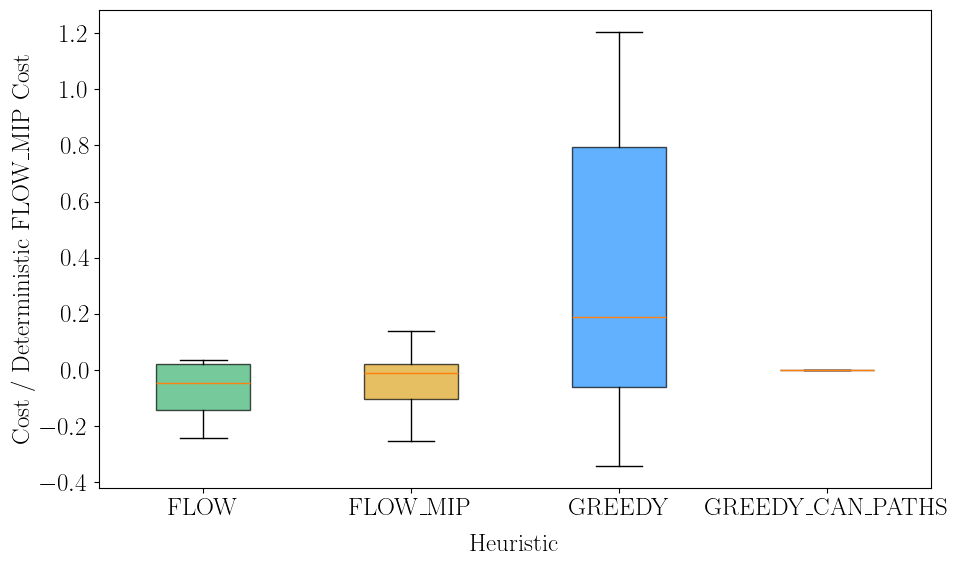 Cost / Deterministic FLOW_MIP Cost
1.2
1.0
0.8
0.6
0.4
0.2
0.0
−0.2
−0.4
FLOW
FLOW_MIP
GREEDY
GREEDY_CAN_PATHS
Heuristic